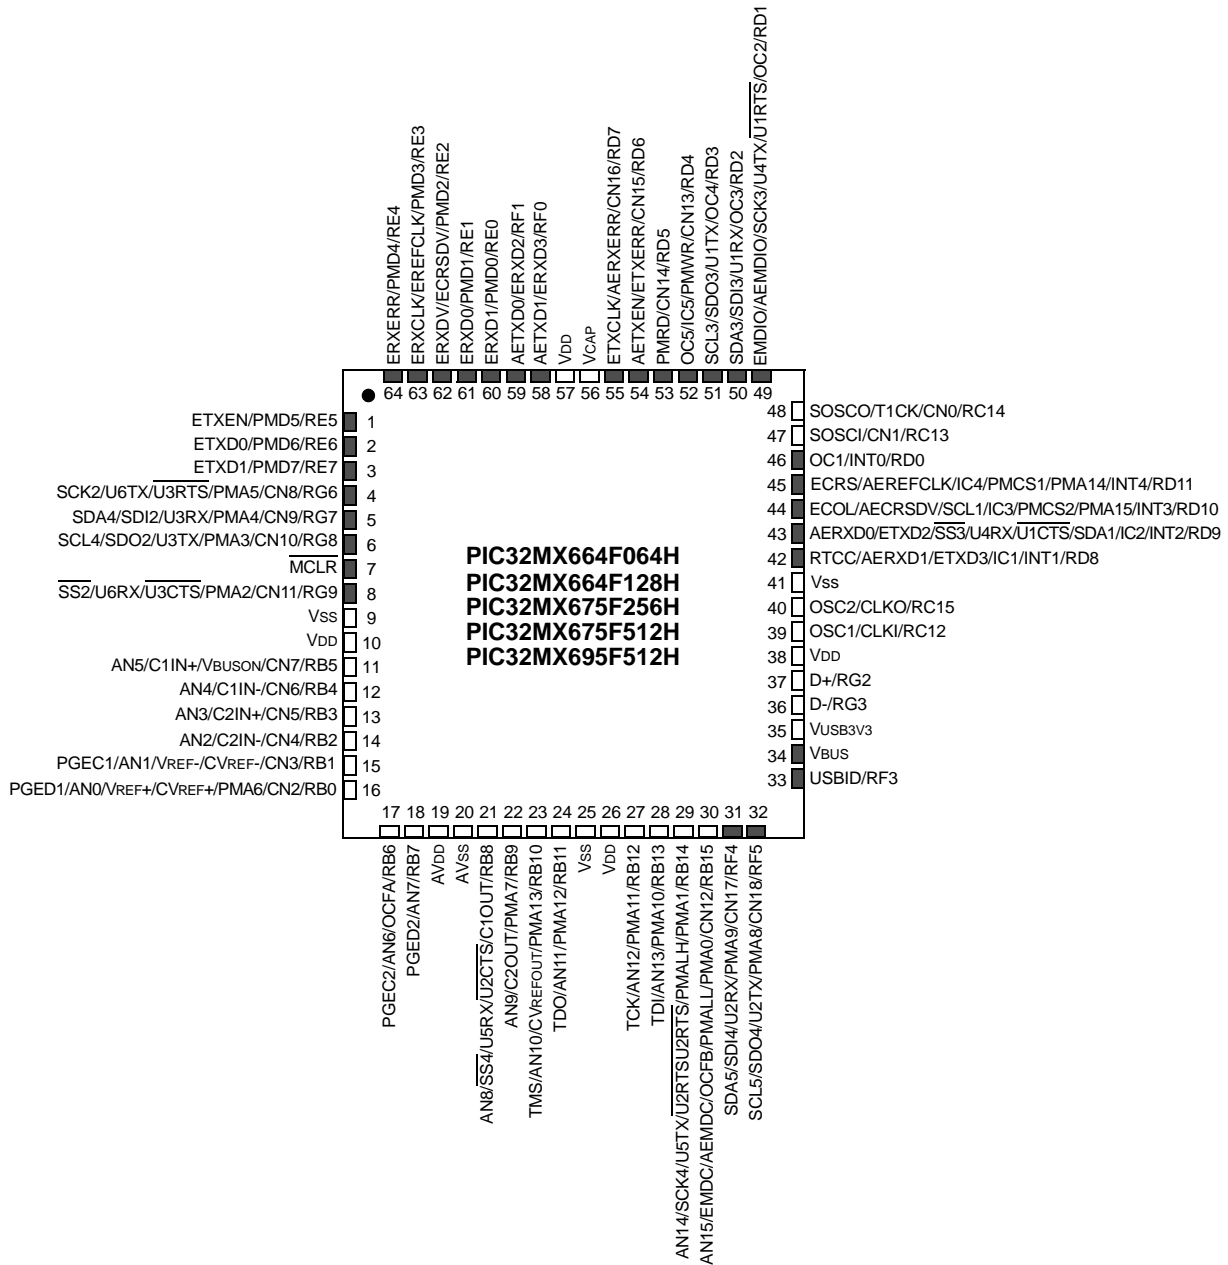 ERXERR/PMD4/RE4
ERXCLK/EREFCLK/PMD3/RE3
ERXDV/ECRSDV/PMD2/RE2
ERXD0/PMD1/RE1
ERXD1/PMD0/RE0
AETXD0/ERXD2/RF1
AETXD1/ERXD3/RF0
VDD
VCAP
ETXCLK/AERXERR/CN16/RD7
AETXEN/ETXERR/CN15/RD6
PMRD/CN14/RD5
OC5/IC5/PMWR/CN13/RD4
SCL3/SDO3/U1TX/OC4/RD3
SDA3/SDI3/U1RX/OC3/RD2
EMDIO/AEMDIO/SCK3/U4TX/U1RTS/OC2/RD1
64 63 62 61 60 59 58 57 56 55 54 53 52 51 50 49
ETXEN/PMD5/RE5 1
ETXD0/PMD6/RE6 2
ETXD1/PMD7/RE7 3
SCK2/U6TX/U3RTS/PMA5/CN8/RG6 4
SDA4/SDI2/U3RX/PMA4/CN9/RG7 5
SCL4/SDO2/U3TX/PMA3/CN10/RG8 6
MCLR 7
SS2/U6RX/U3CTS/PMA2/CN11/RG9 8
VSS 9
VDD 10
AN5/C1IN+/VBUSON/CN7/RB5 11
AN4/C1IN-/CN6/RB4 12
AN3/C2IN+/CN5/RB3 13
AN2/C2IN-/CN4/RB2 14
PGEC1/AN1/VREF-/CVREF-/CN3/RB1 15
PGED1/AN0/VREF+/CVREF+/PMA6/CN2/RB0 16
PIC32MX664F064H
PIC32MX664F128H
PIC32MX675F256H
PIC32MX675F512H
PIC32MX695F512H
48 SOSCO/T1CK/CN0/RC14
47 SOSCI/CN1/RC13
46 OC1/INT0/RD0
45 ECRS/AEREFCLK/IC4/PMCS1/PMA14/INT4/RD11
44 ECOL/AECRSDV/SCL1/IC3/PMCS2/PMA15/INT3/RD10
43 AERXD0/ETXD2/SS3/U4RX/U1CTS/SDA1/IC2/INT2/RD9
42 RTCC/AERXD1/ETXD3/IC1/INT1/RD8
41 Vss
40 OSC2/CLKO/RC15
39 OSC1/CLKI/RC12
38 VDD
37 D+/RG2
36 D-/RG3
35 VUSB3V3
34 VBUS
33 USBID/RF3
17 18 19 20 21 22 23 24 25 26 27 28 29 30 31 32
PGEC2/AN6/OCFA/RB6
PGED2/AN7/RB7
AVDD
AVSS
AN8/SS4/U5RX/U2CTS/C1OUT/RB8
AN9/C2OUT/PMA7/RB9
TMS/AN10/CVREFOUT/PMA13/RB10
TDO/AN11/PMA12/RB11
VSS
VDD
TCK/AN12/PMA11/RB12
TDI/AN13/PMA10/RB13
AN14/SCK4/U5TX/U2RTSU2RTS/PMALH/PMA1/RB14
AN15/EMDC/AEMDC/OCFB/PMALL/PMA0/CN12/RB15
SDA5/SDI4/U2RX/PMA9/CN17/RF4
SCL5/SDO4/U2TX/PMA8/CN18/RF5